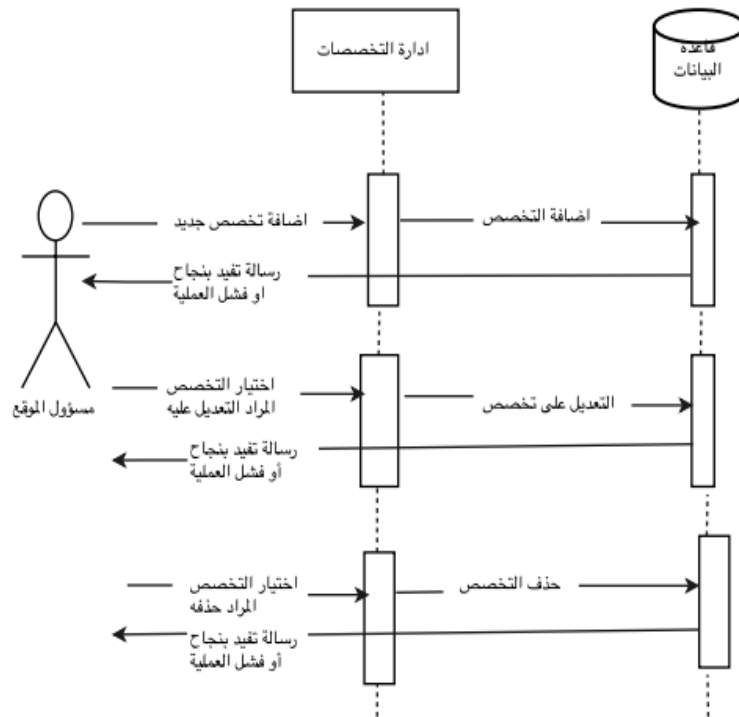 ادارة التخصصات
قاعده
البيانات
اضافة تخصص جديد
اضافة التخصص
رسالة تفيد بنجاح
او فشل العملية
مسؤول الموقع
اختيار التخصص
المراد التعديل عليه
التعديل على تخصص
رسالة تفيد بنجاح
أو فشل العملية
اختيار التخصص
المراد حذفه
حذف التخصص
رسالة تفيد بنجاح
أو فشل العملية